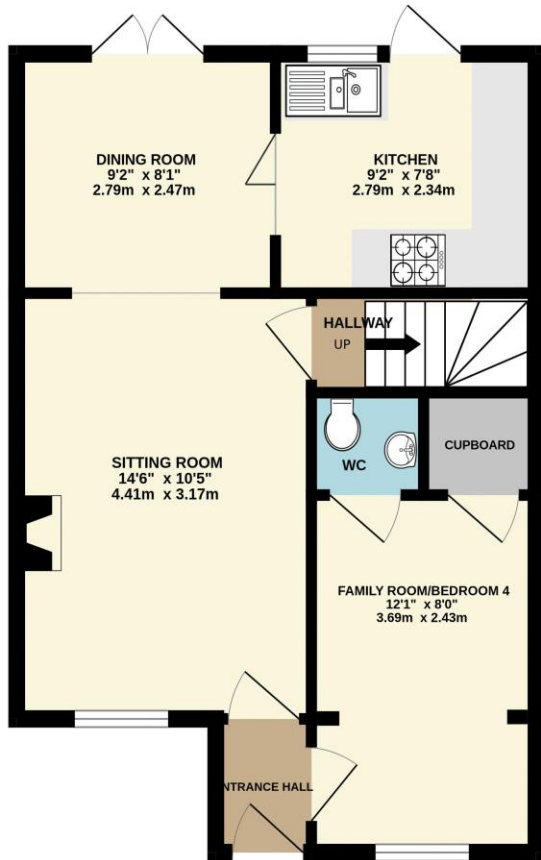 DINING ROOM
9'2" x 8'1"
2.79m x 2.47m
KITCHEN
9'2" x 7'8"
2.79m x 2.34m
HALLWAY
UP
SITTING ROOM
14'6" x 10'5"
4.41m x 3.17m
WC
CUPBOARD
FAMILY ROOM/BEDROOM 4
12'1" x 8'0"
3.69m x 2.43m
NTRANCE HALL